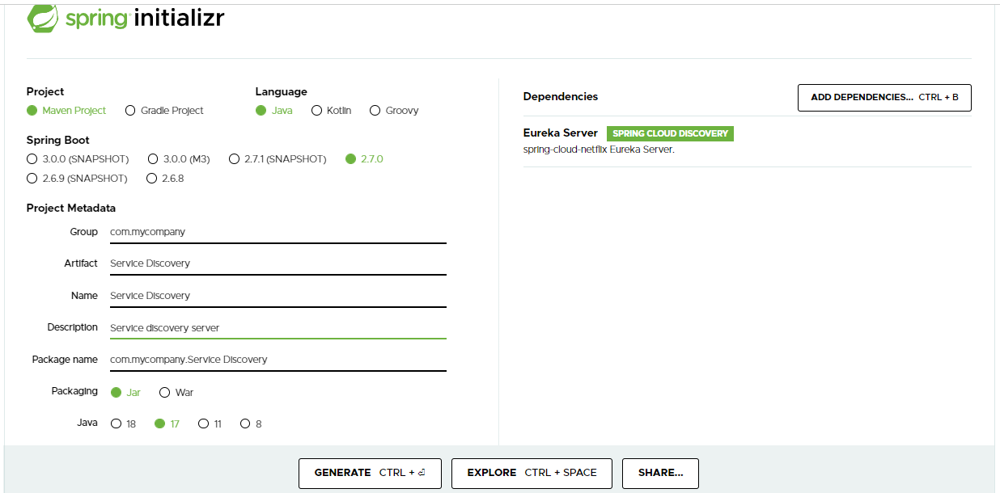 spring initializr
Project
Maven Project Gradle Project
Language
Java Kotlin Groovy
Spring Boot
3.0.0 (SNAPSHOT) 3.0.0 (M3) 2.7.1 (SNAPSHOT) 2.7.0
2.6.9 (SNAPSHOT) 2.6.8
Project Metadata
Group com.mycompany
Artifact Service Discovery
Name Service Discovery
Description Service discovery server
Package name com.mycompany.Service Discovery
Packaging Jar War
Java 18 17 11 8
Dependencies ADD DEPENDENCIES... CTRL + B
Eureka Server SPRING CLOUD DISCOVERY
spring-cloud-netflix Eureka Server.
GENERATE CTRL + ⏎ EXPLORE CTRL + SPACE SHARE...